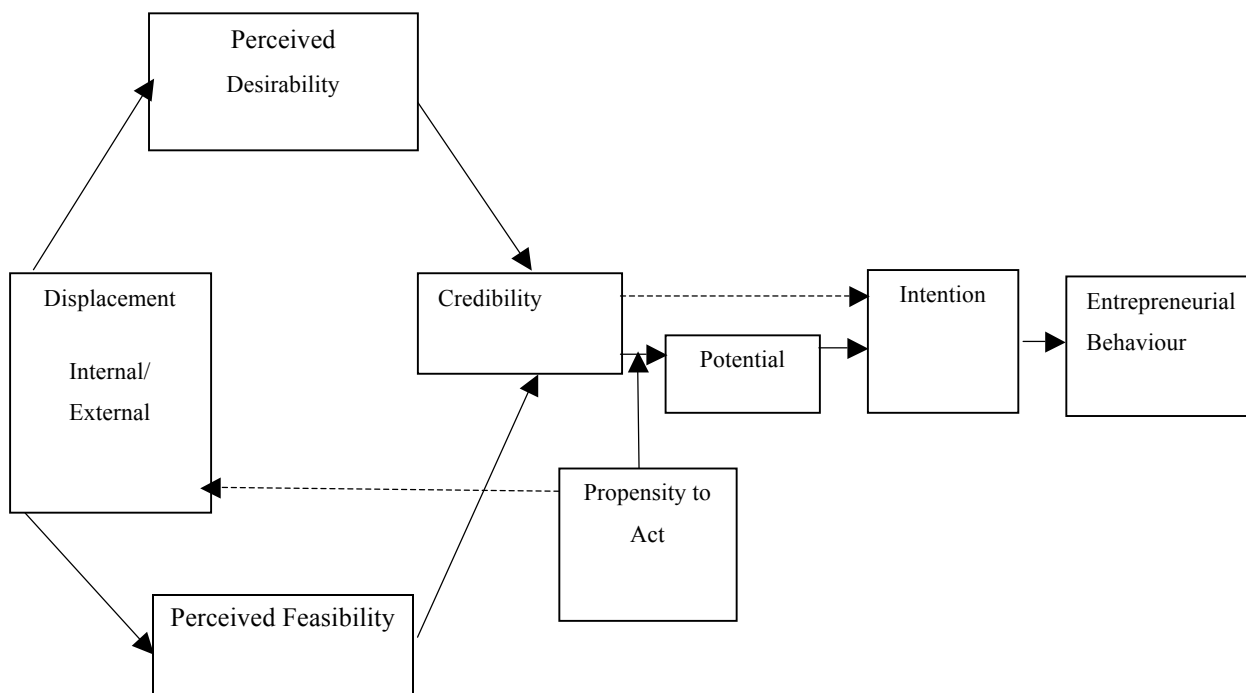 Perceived
Desirability
Displacement
Internal/
External
Credibility
Potential
Intention
Entrepreneurial
Behaviour
Propensity to
Act
Perceived Feasibility